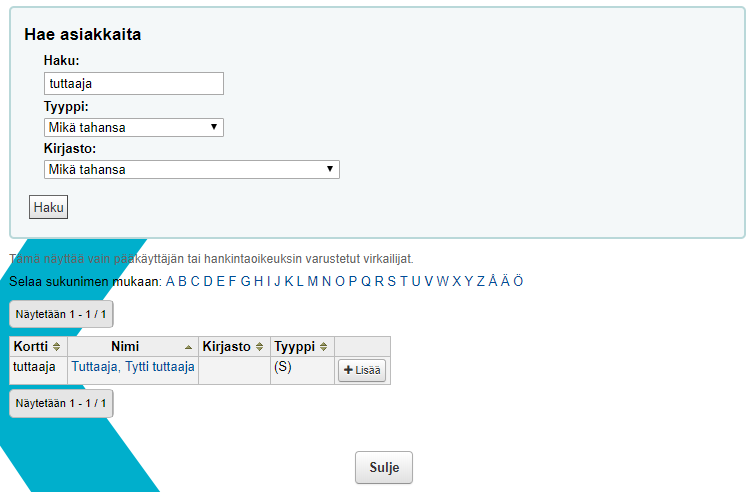 Hae asiakkaita
Haku:
tuttaaja
Tyyppi:
Mikä tahansa
Kirjasto:
Mikä tahansa
Haku
Tämä näyttää vain pääkäyttäjän tai hankintaoikeuksin varustetut virkailijat.
Selaa sukunimen mukaan: A B C D E F G H I J K L M N O P Q R S T U V W X Y Z Å Ä Ö
Näytetään 1 - 1 / 1
Kortti Nimi Kirjasto Tyyppi
tuttaaja Tuttaaja, Tytti tuttaaja (S) + Lisää
Näytetään 1 - 1 / 1
Sulje